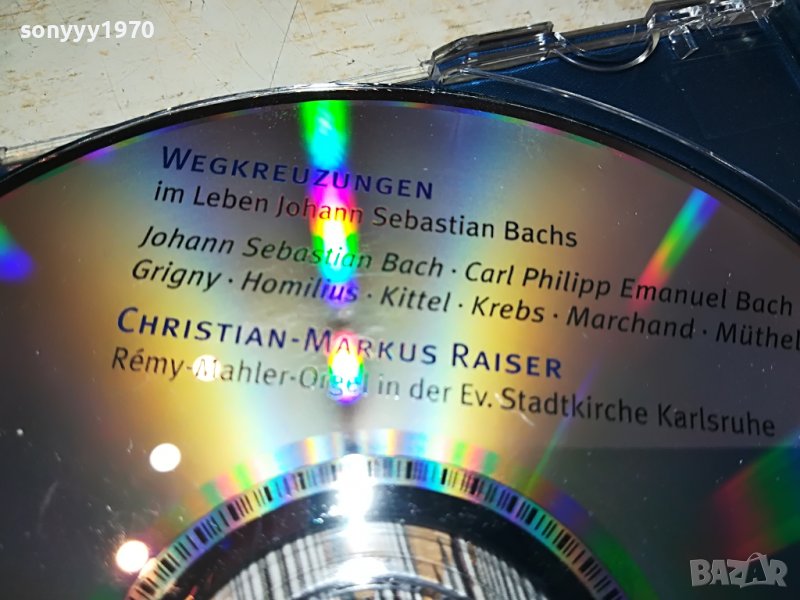 sonyyy1970
WEGKREUZUNGEN
im Leben Johann Sebastian Bachs
Johann Sebastian Bach · Carl Philipp Emanuel Bach
Grigny · Homilius · Kittel · Krebs · Marchand · Müthel
CHRISTIAN-MARKUS RAISER
Rémy-Mahler-Orgel in der Ev. Stadtkirche Karlsruhe
BAZAR